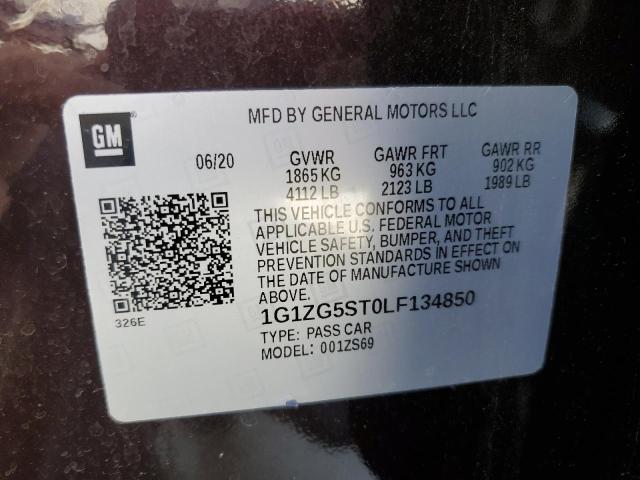 MFD BY GENERAL MOTORS LLC
GM
06/20 GVWR GAWR FRT GAWR RR
1865 KG 963 KG 902 KG
4112 LB 2123 LB 1989 LB
THIS VEHICLE CONFORMS TO ALL
APPLICABLE U.S. FEDERAL MOTOR
VEHICLE SAFETY, BUMPER, AND THEFT
PREVENTION STANDARDS IN EFFECT ON
THE DATE OF MANUFACTURE SHOWN
ABOVE.
326E
1G1ZG5ST0LF134850
TYPE: PASS CAR
MODEL: 001ZS69